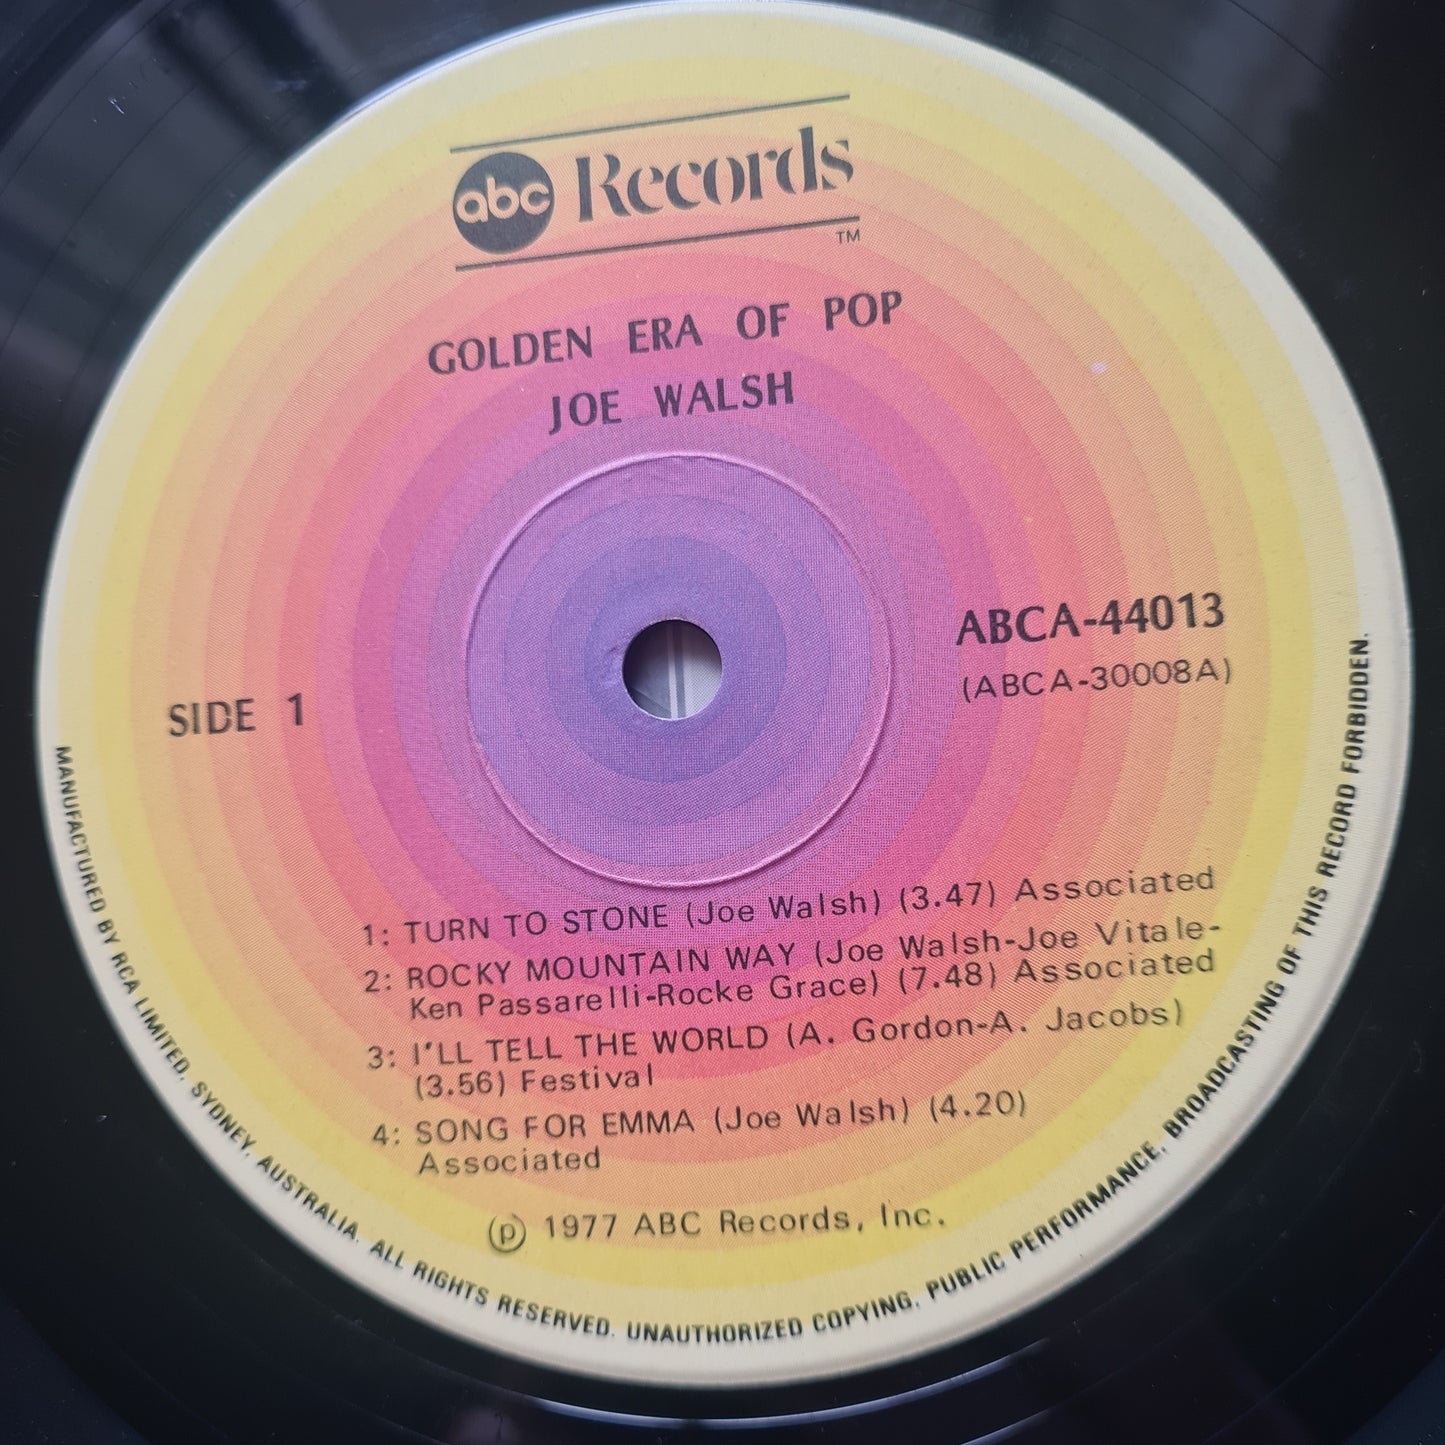 abc Records
TM
GOLDEN ERA OF POP
JOE WALSH
ABCA-44013
(ABCA-30008A)
SIDE 1
1: TURN TO STONE (Joe Walsh) (3.47) Associated
2: ROCKY MOUNTAIN WAY (Joe Walsh-Joe Vitale-
Ken Passarelli-Rocke Grace) (7.48) Associated
3: I'LL TELL THE WORLD (A. Gordon-A. Jacobs)
(3.56) Festival
4: SONG FOR EMMA (Joe Walsh) (4.20)
Associated
℗ 1977 ABC Records, Inc.
MANUFACTURED BY RCA LIMITED. SYDNEY, AUSTRALIA. ALL RIGHTS RESERVED. UNAUTHORIZED COPYING. PUBLIC PERFORMANCE. BROADCASTING OF THIS RECORD FORBIDDEN.